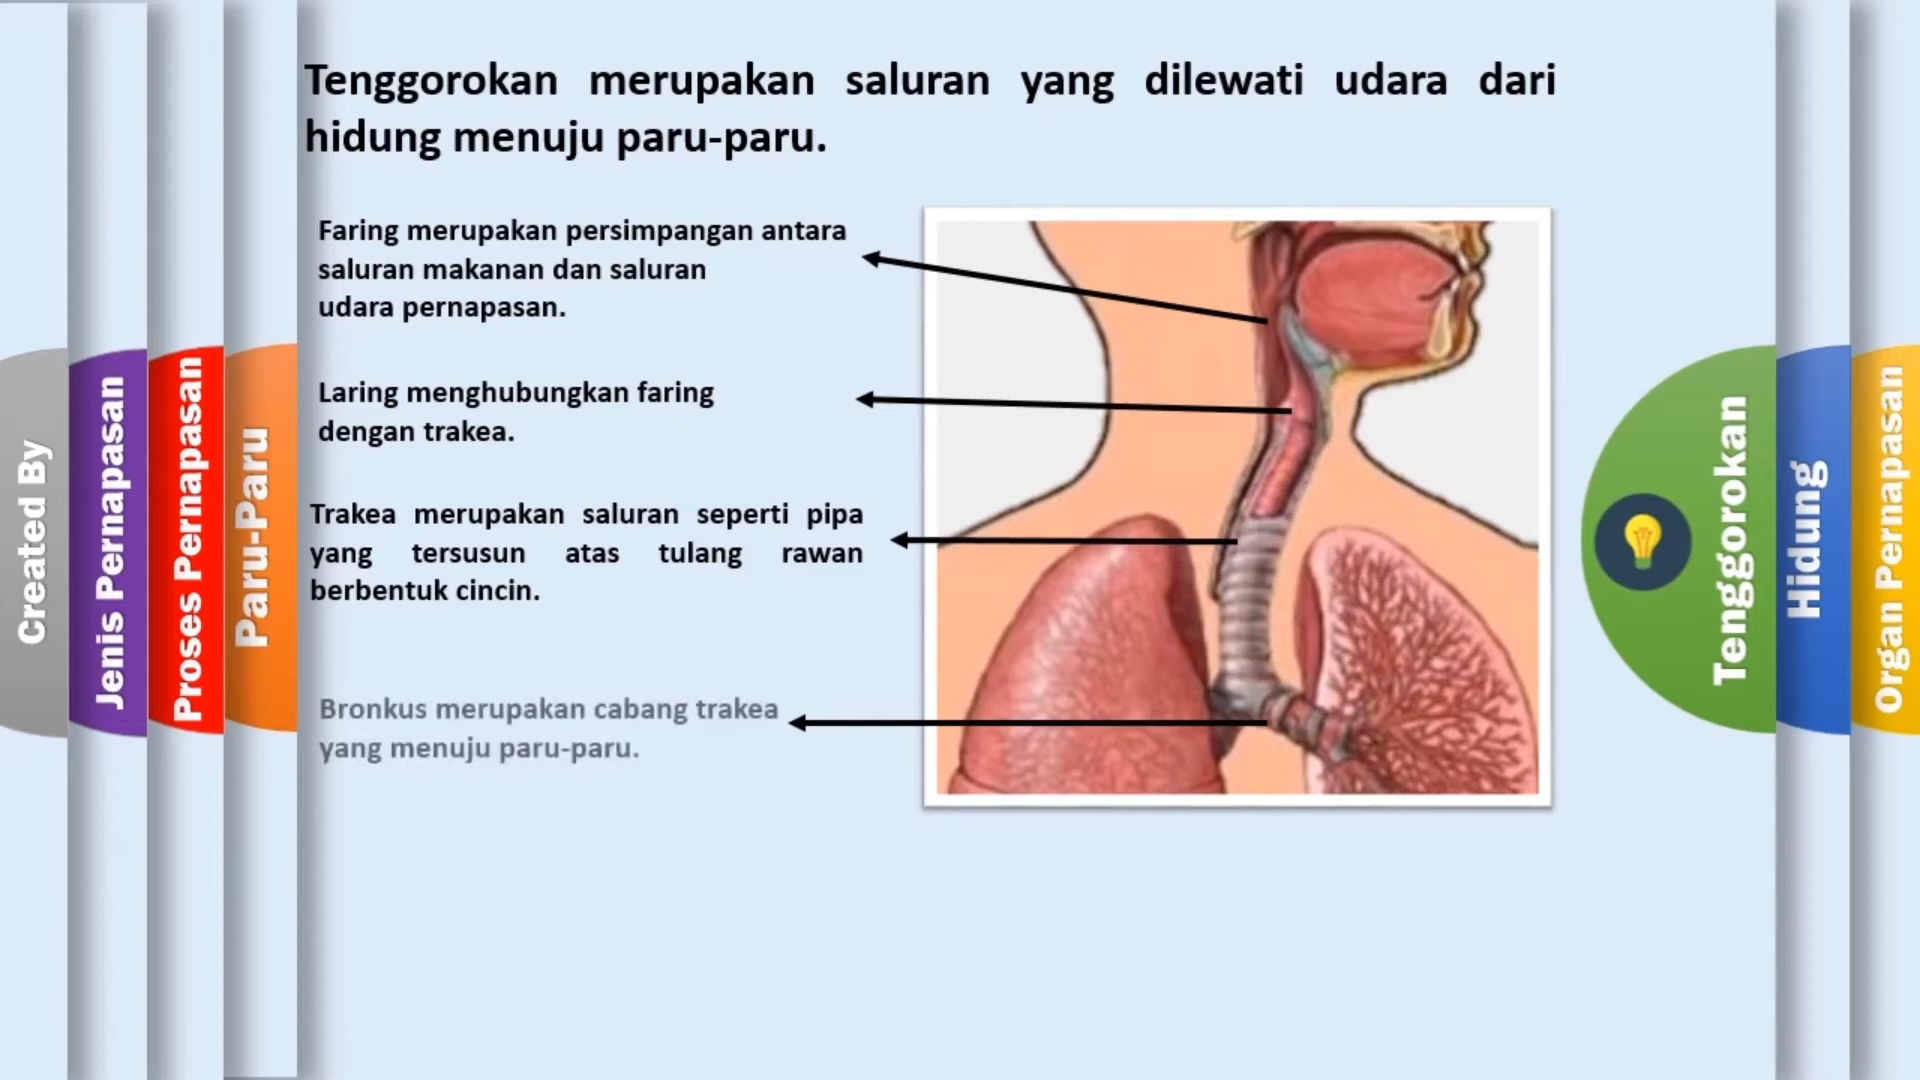 Tenggorokan merupakan saluran yang dilewati udara dari
hidung menuju paru-paru.
Faring merupakan persimpangan antara
saluran makanan dan saluran
udara pernapasan.
Laring menghubungkan faring
dengan trakea.
Trakea merupakan saluran seperti pipa
yang tersusun atas tulang rawan
berbentuk cincin.
Bronkus merupakan cabang trakea
yang menuju paru-paru.
Created By
Jenis Pernapasan
Proses Pernapasan
Paru-Paru
Tenggorokan
Hidung
Organ Pernapasan